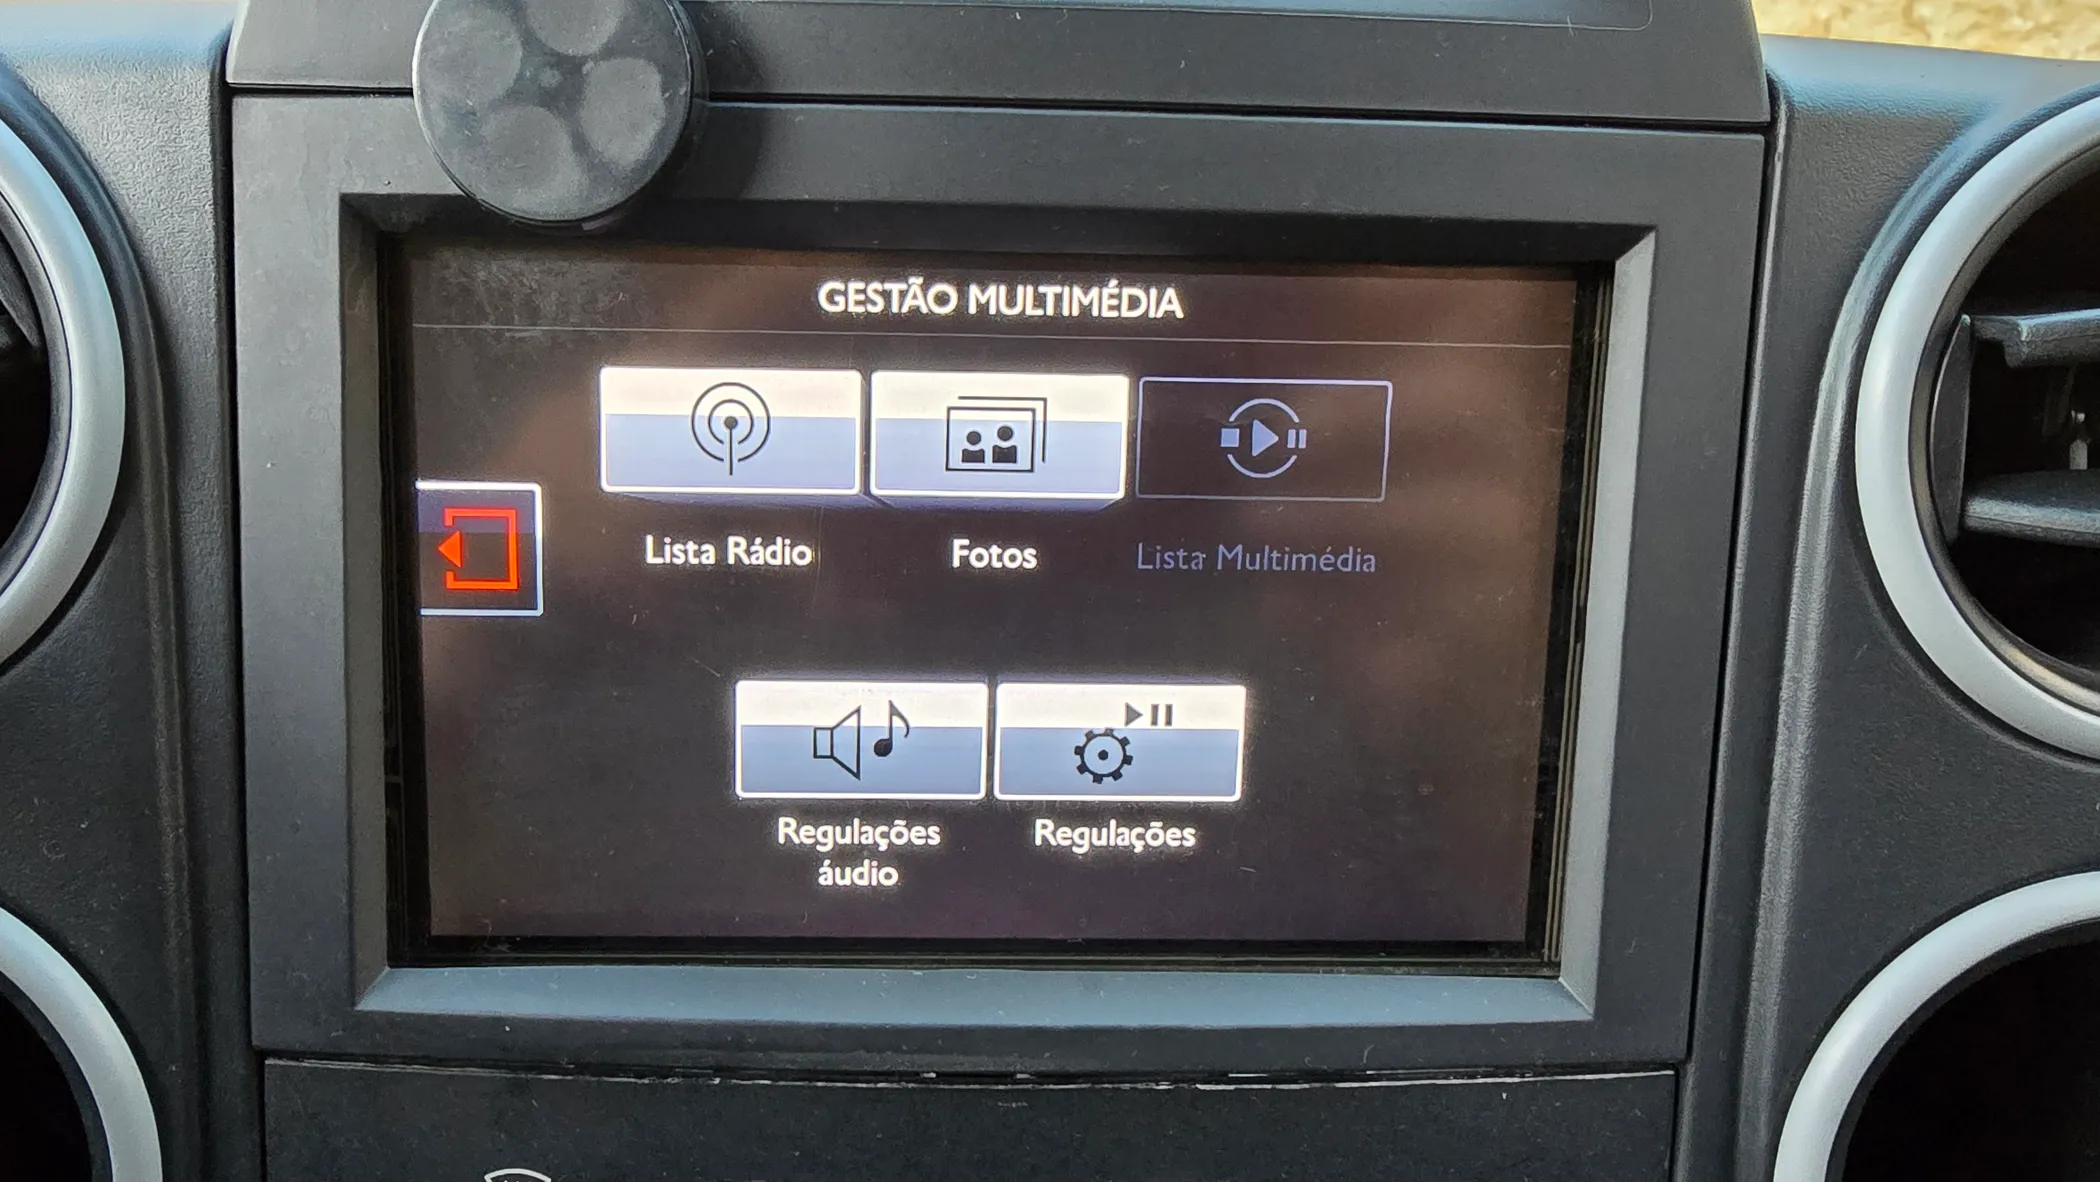 GESTÃO MULTIMÉDIA
Lista Rádio
Fotos
Lista Multimédia
Regulações
áudio
Regulações